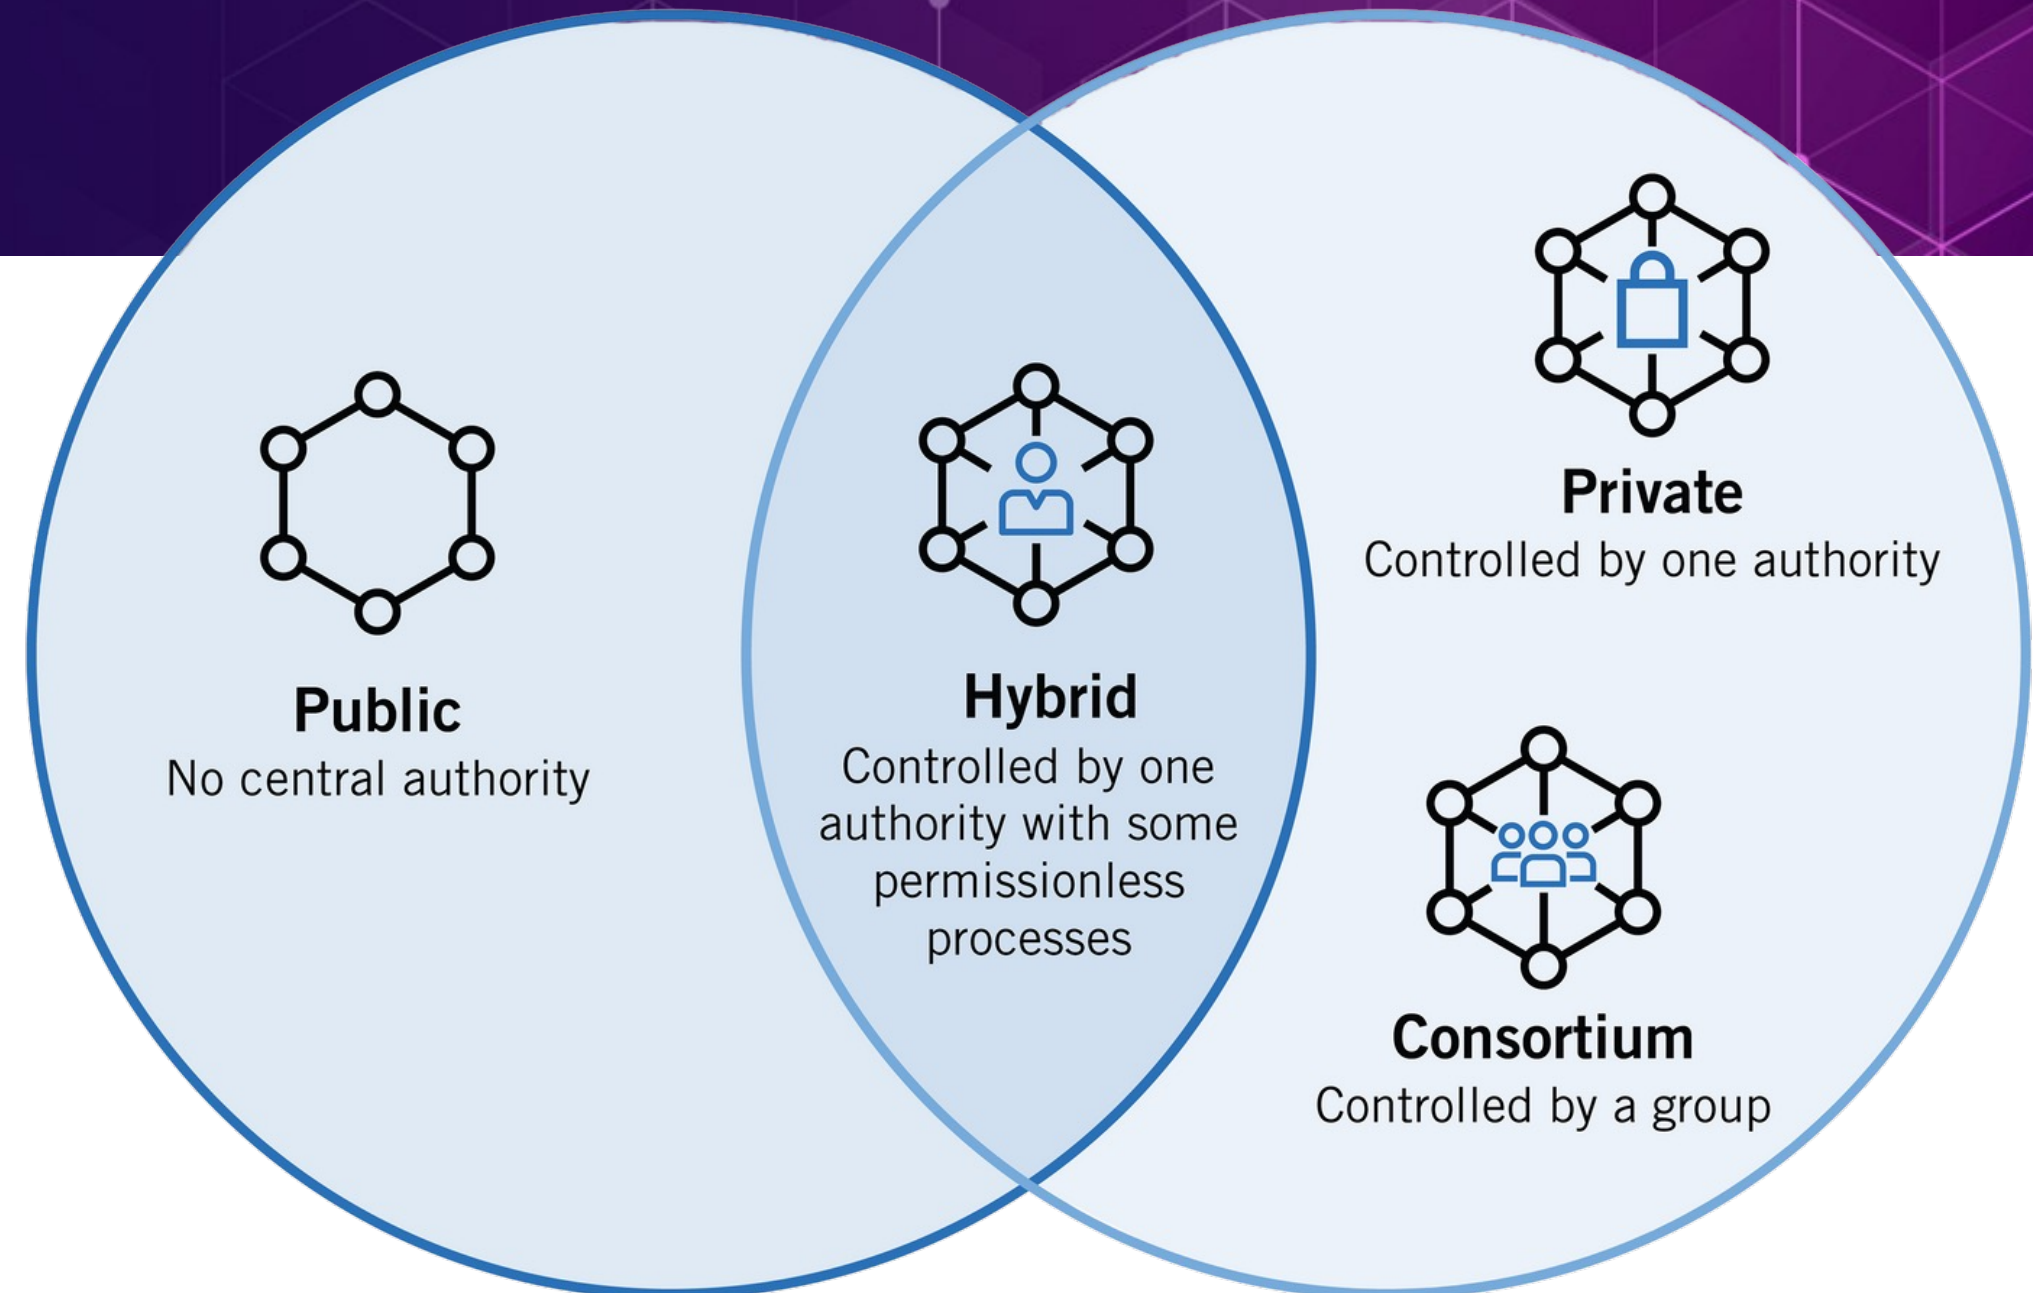 Public
No central authority
Hybrid
Controlled by one
authority with some
permissionless
processes
Private
Controlled by one authority
Consortium
Controlled by a group